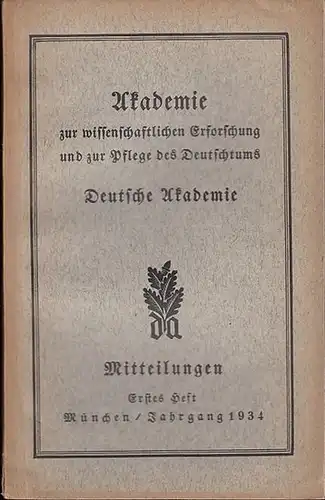 Akademie
zur wissenschaftlichen Erforschung
und zur Pflege des Deutschtums
Deutsche Akademie
da
Mitteilungen
Erstes Heft
München / Jahrgang 1934